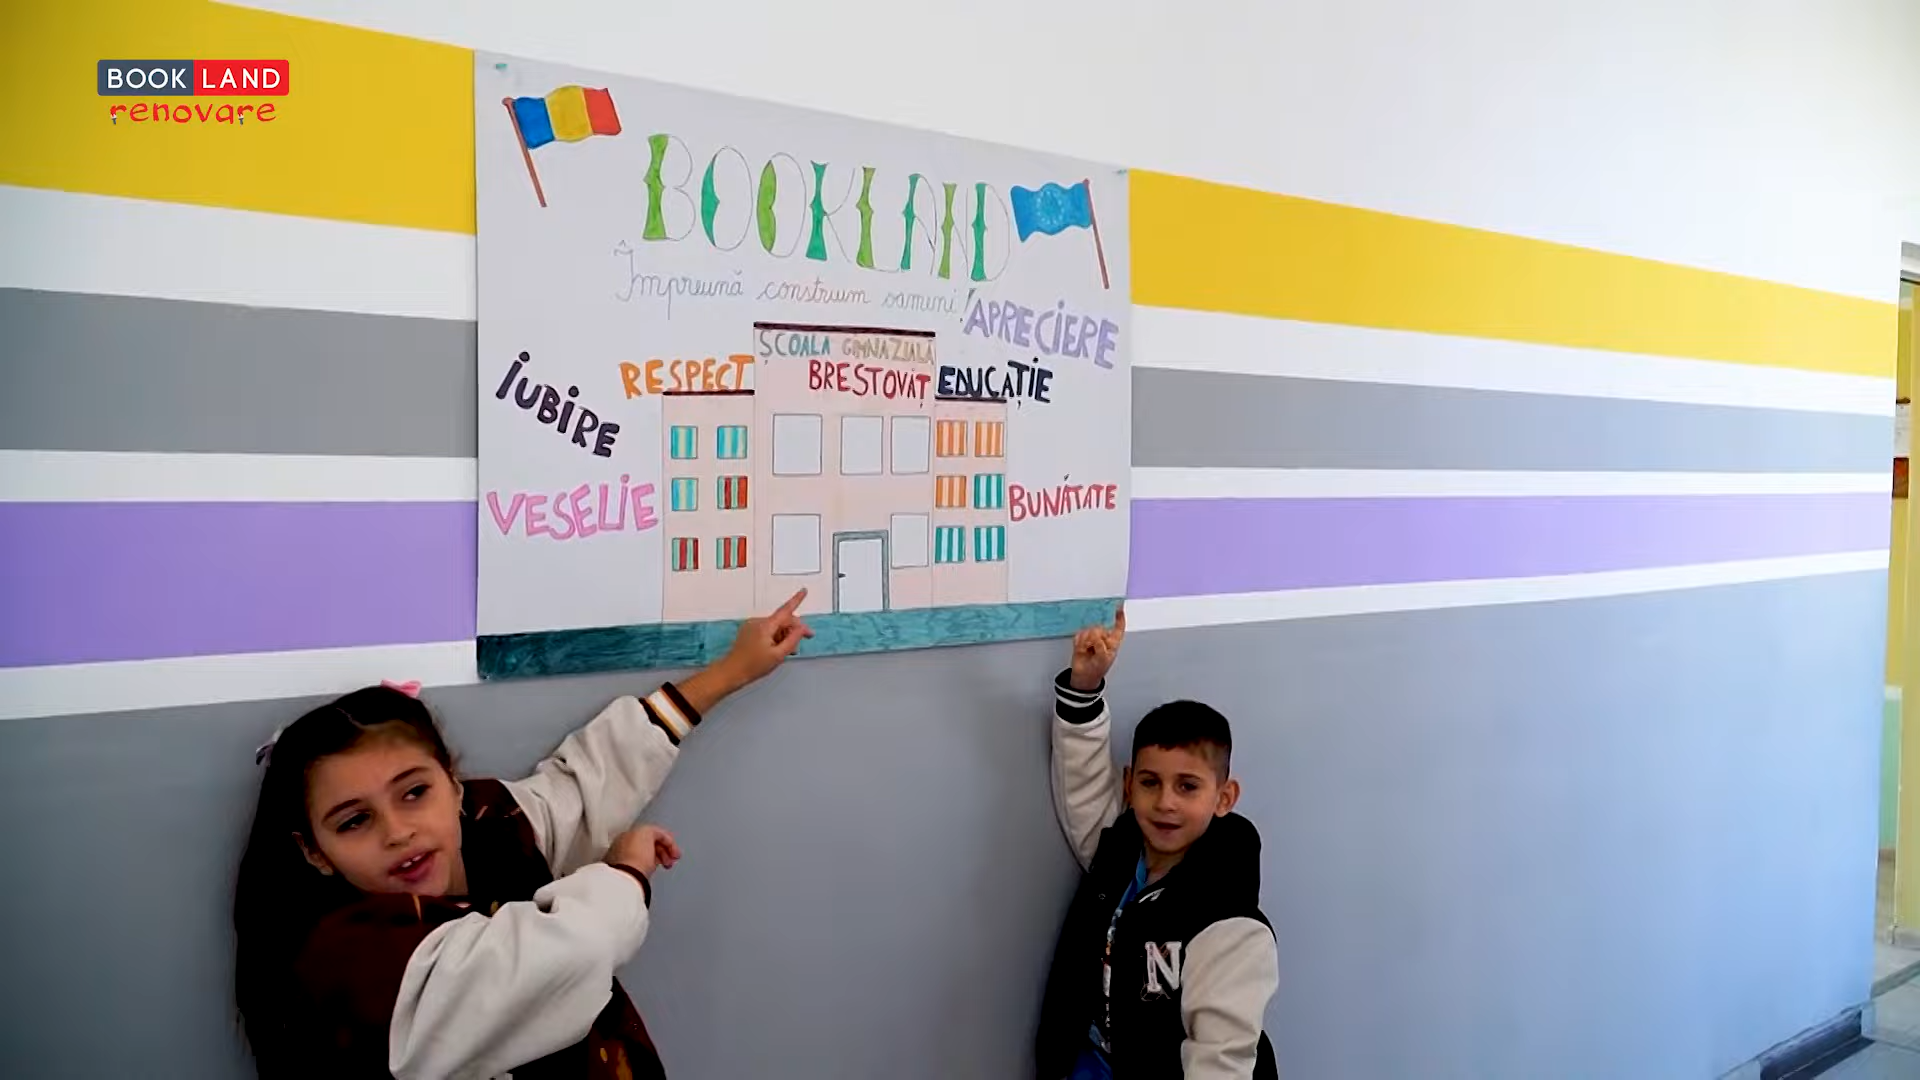 BOOK LAND
renovare
BOOKLAND
Împreună construim oameni!
APRECIERE
ȘCOALA GIMNAZIALĂ
RESPECT
BRESTOVĂȚ
EDUCAȚIE
IUBIRE
VESELIE
BUNĂTATE
N